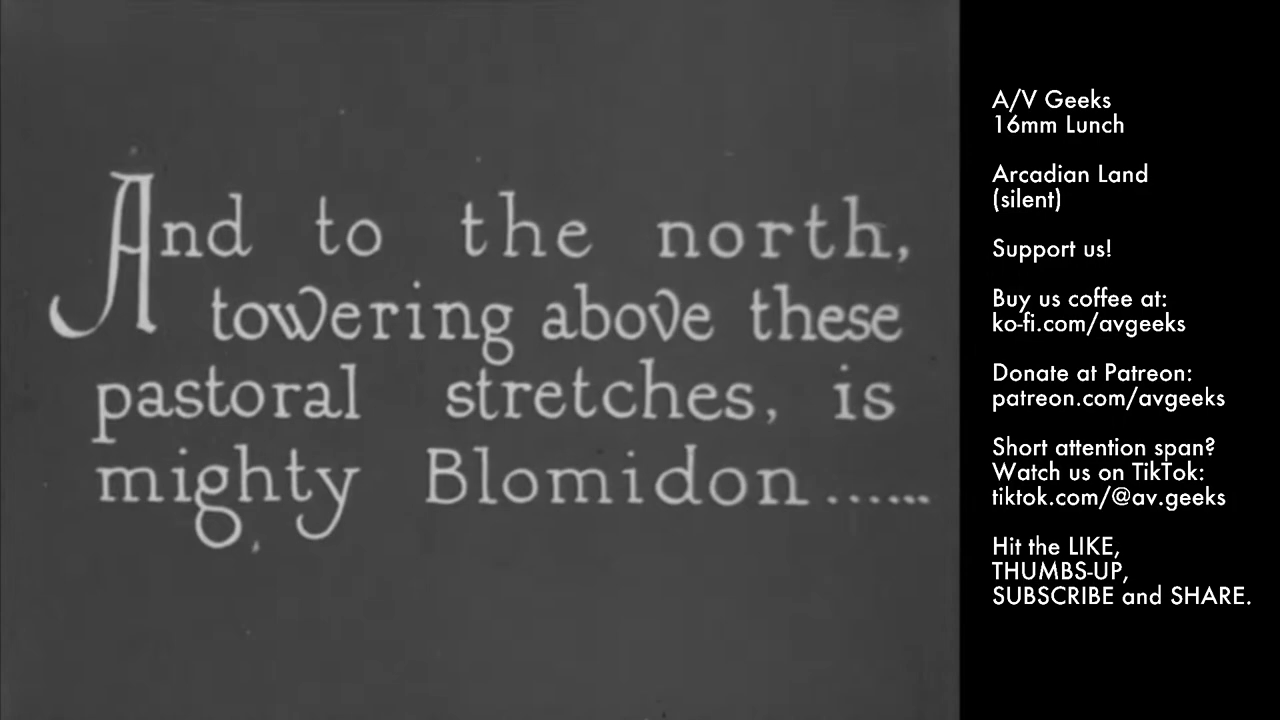 And to the north,
towering above these
pastoral stretches, is
mighty Blomidon......
A/V Geeks
16mm Lunch
Arcadian Land
(silent)
Support us!
Buy us coffee at:
ko-fi.com/avgeeks
Donate at Patreon:
patreon.com/avgeeks
Short attention span?
Watch us on TikTok:
tiktok.com/@av.geeks
Hit the LIKE,
THUMBS-UP,
SUBSCRIBE and SHARE.